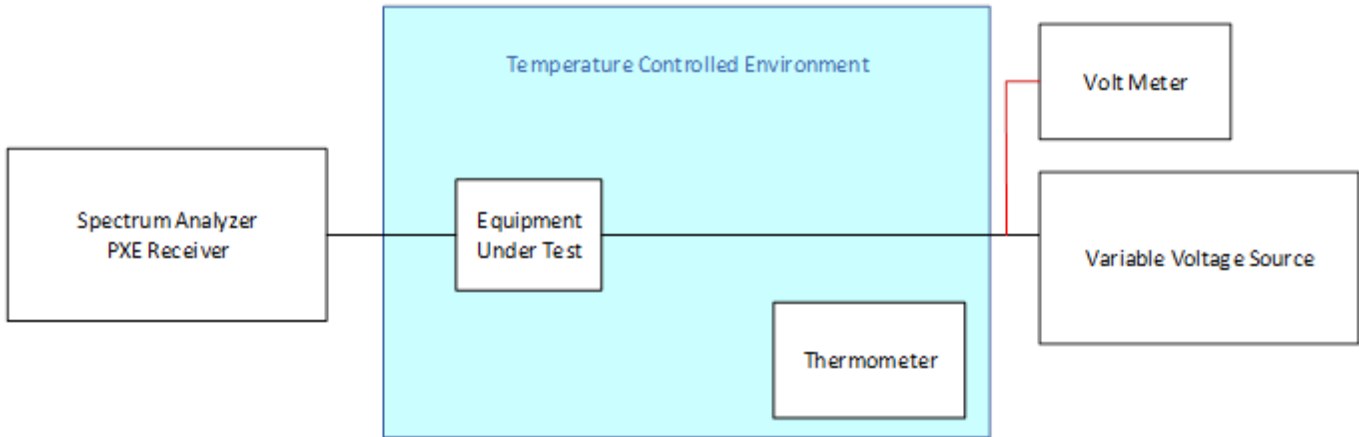 Temperature Controlled Environment
Volt Meter
Spectrum Analyzer
PXE Receiver
Equipment
Under Test
Variable Voltage Source
Thermometer